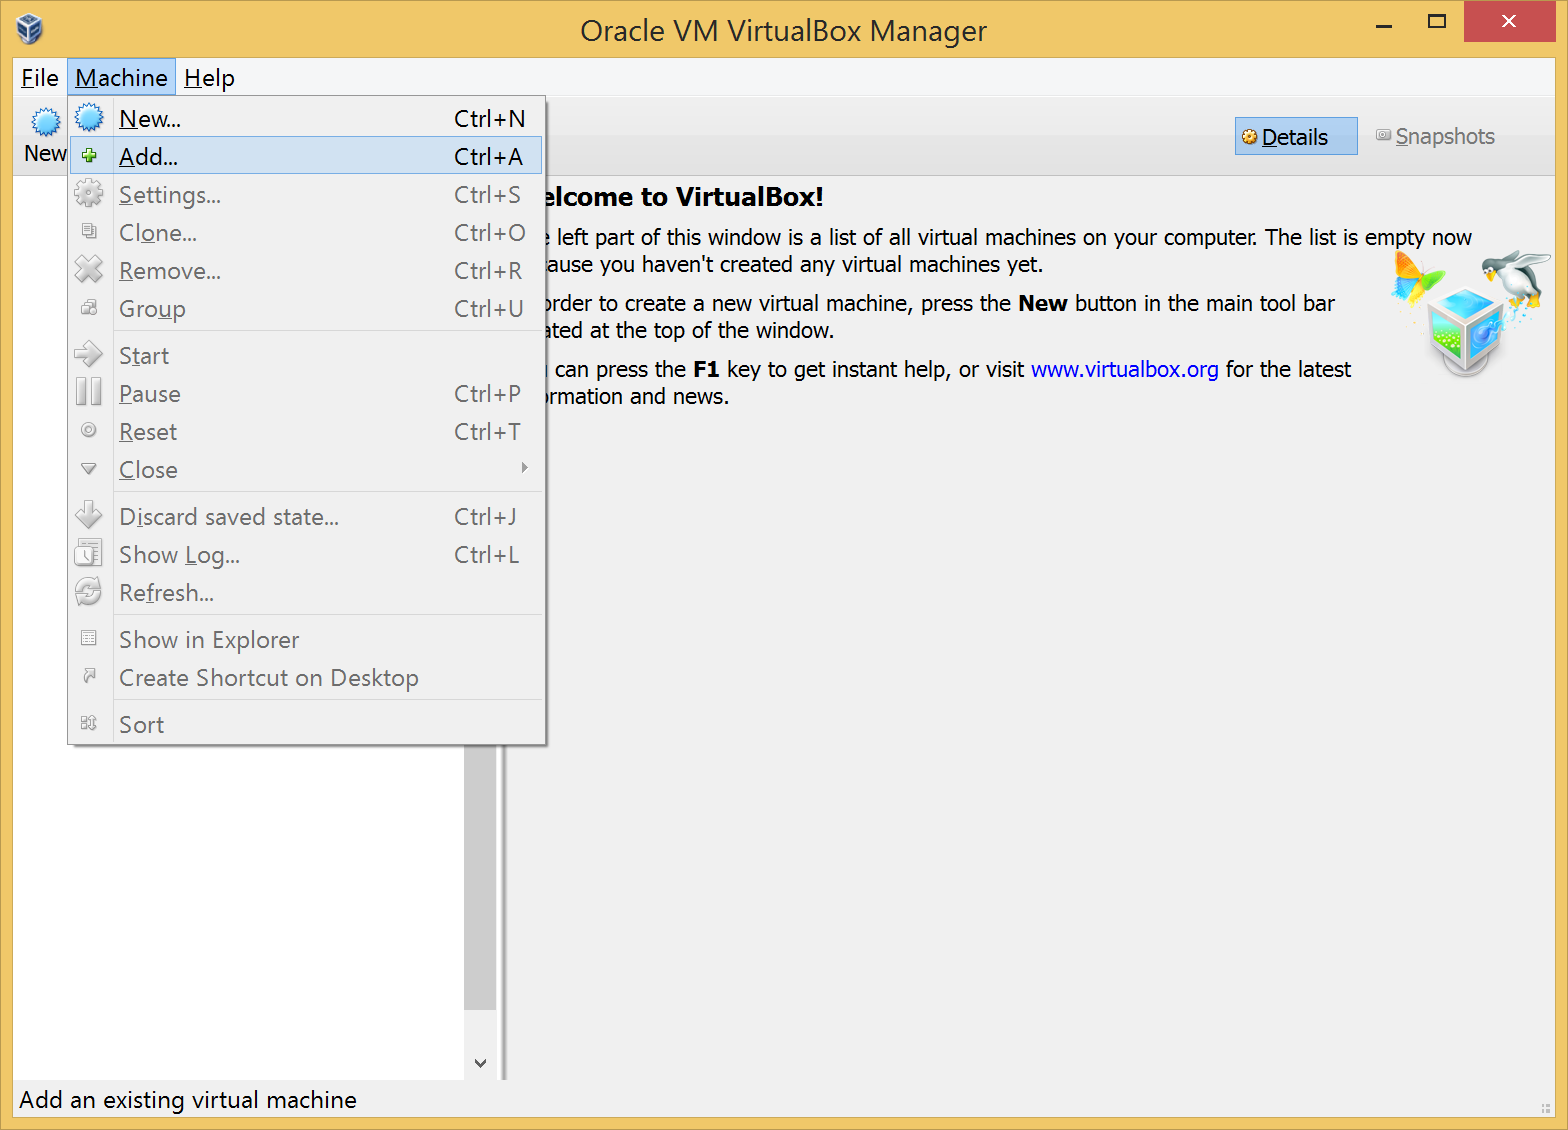 Oracle VM VirtualBox Manager
File Machine Help
New
Details Snapshots
New... Ctrl+N
Add... Ctrl+A
Settings... Ctrl+S
Clone... Ctrl+O
Remove... Ctrl+R
Group Ctrl+U
Start
Pause Ctrl+P
Reset Ctrl+T
Close
Discard saved state... Ctrl+J
Show Log... Ctrl+L
Refresh...
Show in Explorer
Create Shortcut on Desktop
Sort
elcome to VirtualBox!
left part of this window is a list of all virtual machines on your computer. The list is empty now
ause you haven't created any virtual machines yet.
order to create a new virtual machine, press the New button in the main tool bar
ated at the top of the window.
can press the F1 key to get instant help, or visit www.virtualbox.org for the latest
ormation and news.
Add an existing virtual machine